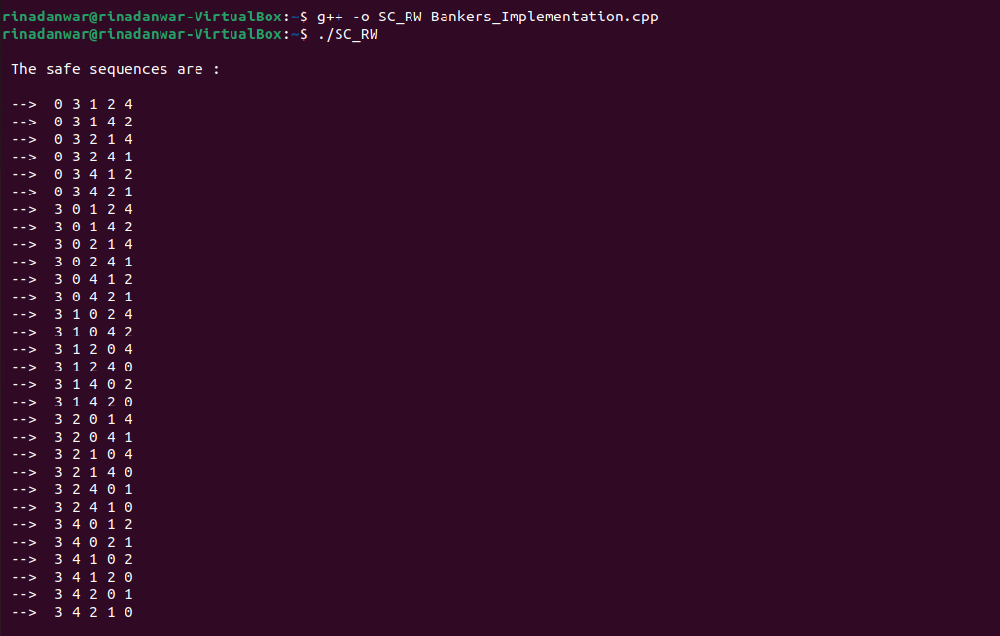 rinadanwar@rinadanwar-VirtualBox:~$ g++ -o SC_RW Bankers_Implementation.cpp
rinadanwar@rinadanwar-VirtualBox:~$ ./SC_RW
The safe sequences are :
--> 0 3 1 2 4
--> 0 3 1 4 2
--> 0 3 2 1 4
--> 0 3 2 4 1
--> 0 3 4 1 2
--> 0 3 4 2 1
--> 3 0 1 2 4
--> 3 0 1 4 2
--> 3 0 2 1 4
--> 3 0 2 4 1
--> 3 0 4 1 2
--> 3 0 4 2 1
--> 3 1 0 2 4
--> 3 1 0 4 2
--> 3 1 2 0 4
--> 3 1 2 4 0
--> 3 1 4 0 2
--> 3 1 4 2 0
--> 3 2 0 1 4
--> 3 2 0 4 1
--> 3 2 1 0 4
--> 3 2 1 4 0
--> 3 2 4 0 1
--> 3 2 4 1 0
--> 3 4 0 1 2
--> 3 4 0 2 1
--> 3 4 1 0 2
--> 3 4 1 2 0
--> 3 4 2 0 1
--> 3 4 2 1 0